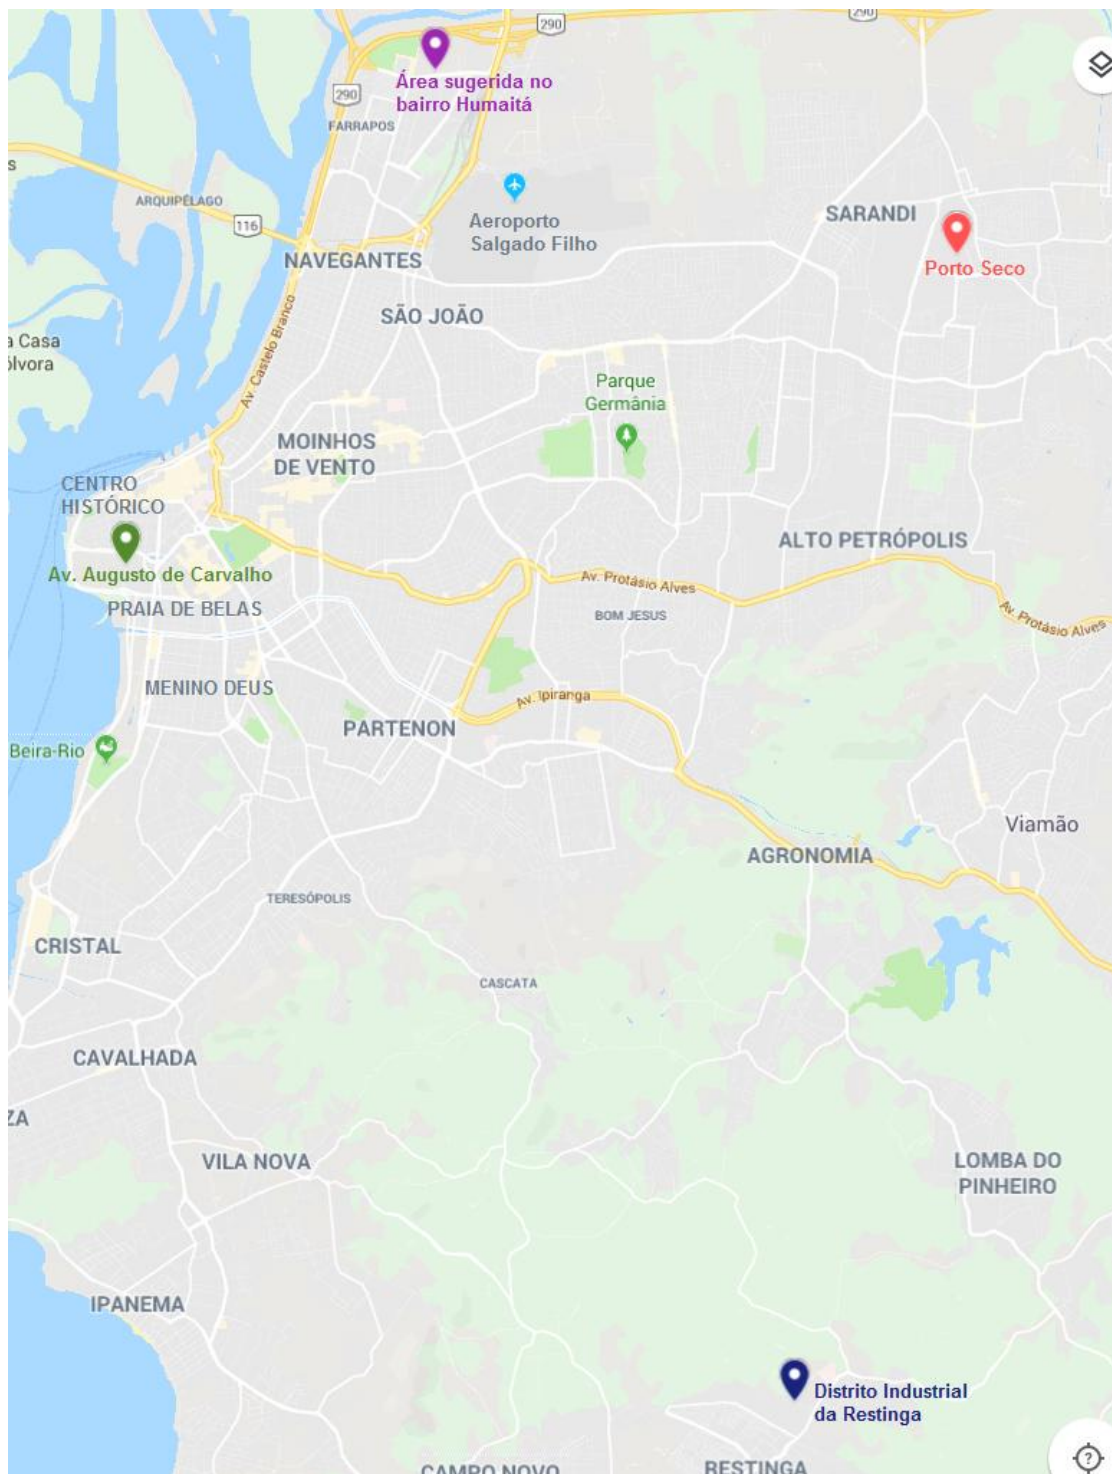 290
290
Área sugerida no
bairro Humaitá
290
FARRAPOS
s
ARQUIPÉLAGO
116
Aeroporto
Salgado Filho
SARANDI
Porto Seco
NAVEGANTES
SÃO JOÃO
Av. Castelo Branco
a Casa
ólvora
Parque
Germânia
MOINHOS
DE VENTO
CENTRO
HISTÓRICO
Av. Augusto de Carvalho
PRAIA DE BELAS
ALTO PETRÓPOLIS
Av. Protásio Alves
BOM JESUS
Av. Protásio Alves
MENINO DEUS
Av. Ipiranga
PARTENON
Beira-Rio
Viamão
AGRONOMIA
TERESÓPOLIS
CRISTAL
CASCATA
CAVALHADA
ZA
VILA NOVA
LOMBA DO
PINHEIRO
IPANEMA
Distrito Industrial
da Restinga
CAMPO NOVO
RESTINGA
?